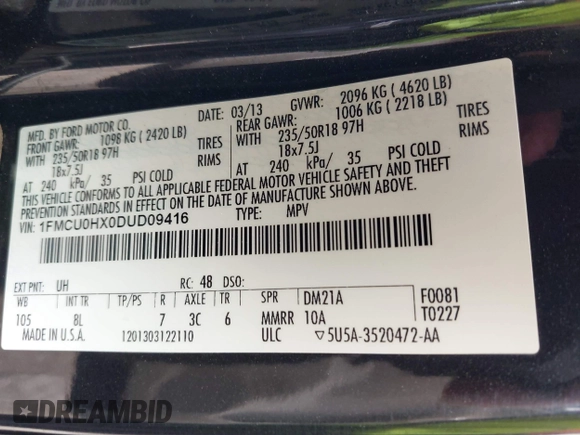 MFD. BY FORD MOTOR CO.
DATE: 03/13 GVWR: 2096 KG ( 4620 LB)
FRONT GAWR: 1098 KG ( 2420 LB)
REAR GAWR: 1006 KG ( 2218 LB)
WITH 235/50R18 97H TIRES
WITH 235/50R18 97H TIRES
18x7.5J RIMS
18x7.5J RIMS
AT 240 kPa/ 35 PSI COLD
AT 240 kPa/ 35 PSI COLD
THIS VEHICLE CONFORMS TO ALL APPLICABLE FEDERAL MOTOR VEHICLE SAFETY AND THEFT
PREVENTION STANDARDS IN EFFECT ON THE DATE OF MANUFACTURE SHOWN ABOVE.
VIN: 1FMCU0HX0DUD09416
TYPE: MPV
EXT PNT: UH RC: 48 DSO:
WB INT TR TP/PS R AXLE TR SPR DM21A F0081
105 8L 7 3C 6 MMRR 10A T0227
MADE IN U.S.A. 1201303122110 ULC ▽5U5A-3520472-AA
DREAMBID